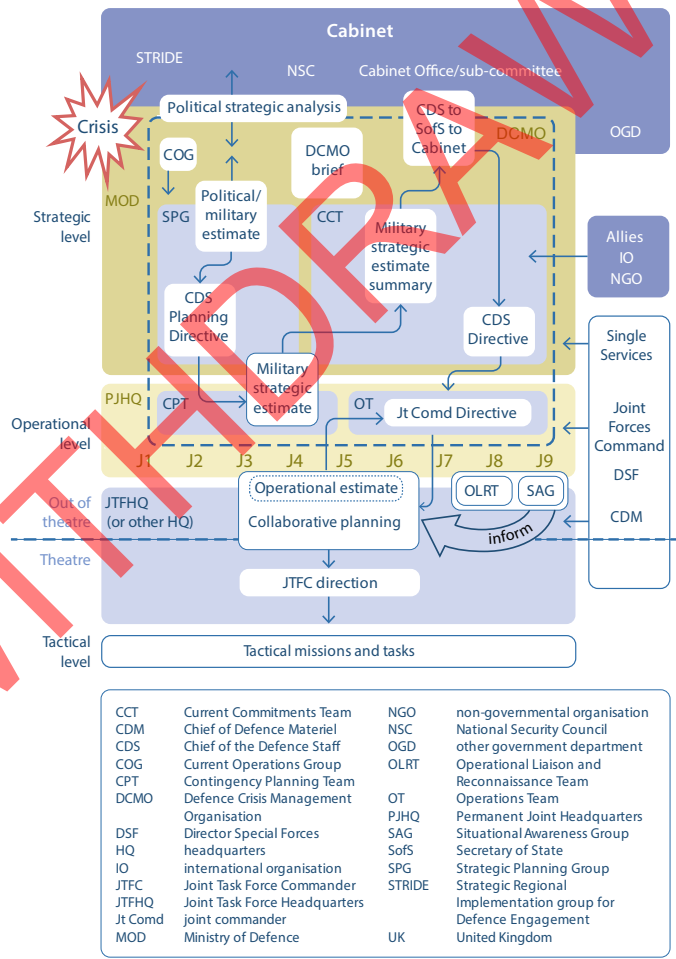 Cabinet
STRIDE
NSC
Cabinet Office/sub-committee
Crisis
Political strategic analysis
CDS to
SofS to
Cabinet
DCMO
OGD
COG
DCMO
brief
MOD
Strategic
level
SPG
Political/
military
estimate
CCT
Military
strategic
estimate
summary
Allies
IO
NGO
CDS
Planning
Directive
CDS
Directive
Single
Services
Military
strategic
estimate
PJHQ
CPT
OT
Jt Comd Directive
Joint
Forces
Command
Operational
level
J1 J2 J3 J4 J5 J6 J7 J8 J9
DSF
Operational estimate
OLRT
SAG
Out of
theatre
JTFHQ
(or other HQ)
Collaborative planning
inform
CDM
Theatre
JTFC direction
Tactical
level
Tactical missions and tasks
CCT Current Commitments Team
CDM Chief of Defence Materiel
CDS Chief of the Defence Staff
COG Current Operations Group
CPT Contingency Planning Team
DCMO Defence Crisis Management
Organisation
DSF Director Special Forces
HQ headquarters
IO international organisation
JTFC Joint Task Force Commander
JTFHQ Joint Task Force Headquarters
Jt Comd joint commander
MOD Ministry of Defence
NGO non-governmental organisation
NSC National Security Council
OGD other government department
OLRT Operational Liaison and
Reconnaissance Team
OT Operations Team
PJHQ Permanent Joint Headquarters
SAG Situational Awareness Group
SofS Secretary of State
SPG Strategic Planning Group
STRIDE Strategic Regional
Implementation group for
Defence Engagement
UK United Kingdom
THDRAW